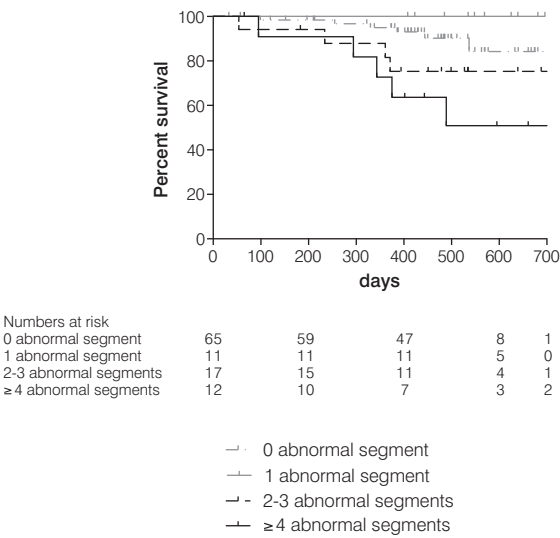 100
80
60
40
20
0
Percent survival
0 100 200 300 400 500 600 700
days
Numbers at risk
0 abnormal segment 65 59 47 8 1
1 abnormal segment 11 11 11 5 0
2-3 abnormal segments 17 15 11 4 1
≥4 abnormal segments 12 10 7 3 2
0 abnormal segment
1 abnormal segment
2-3 abnormal segments
≥4 abnormal segments